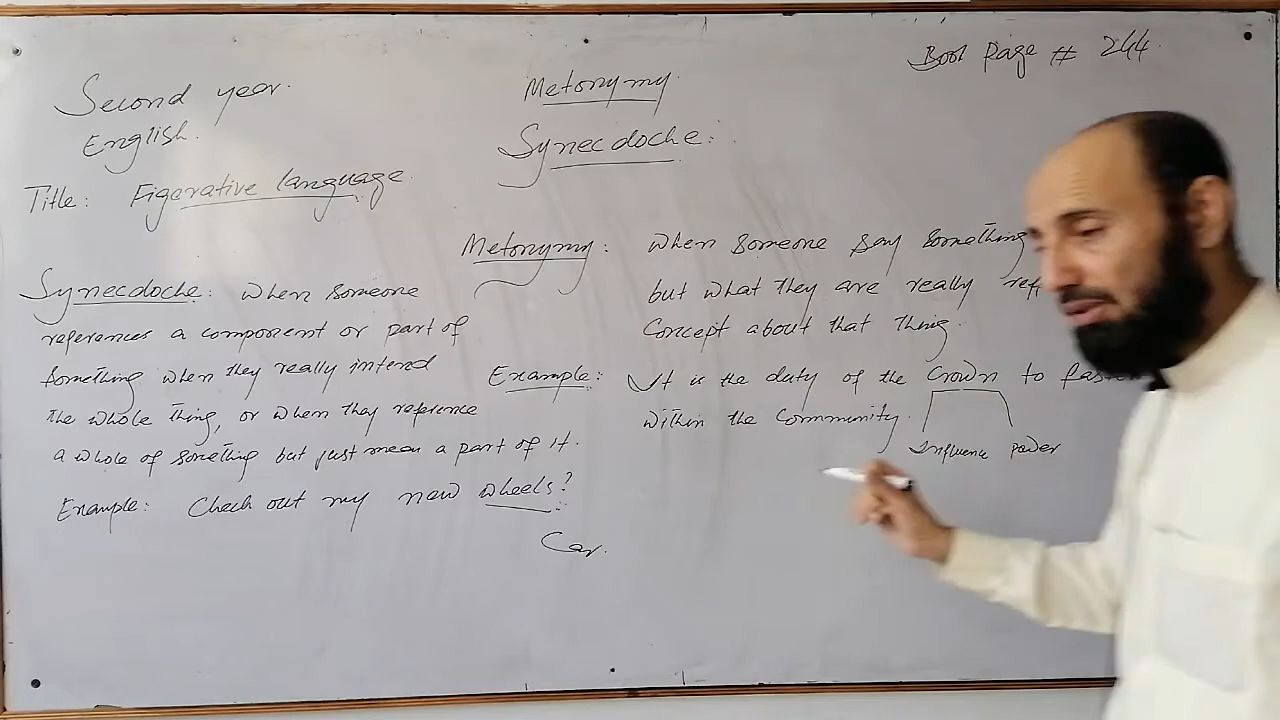 Book Page # 244
Second year.
English.
Title: Figerative language.
Metonymy
Synecdoche:
Synecdoche: When someone
references a component or part of
Something when they really intend
the whole thing, or when they reference
a whole of something but just mean a part of it.
Example: Check out my new wheels?
Car.
Metonymy: When someone say something
but what they are really
Concept about that thing.
Example: It is the duty of the Crown to
within the Community.
Influence power